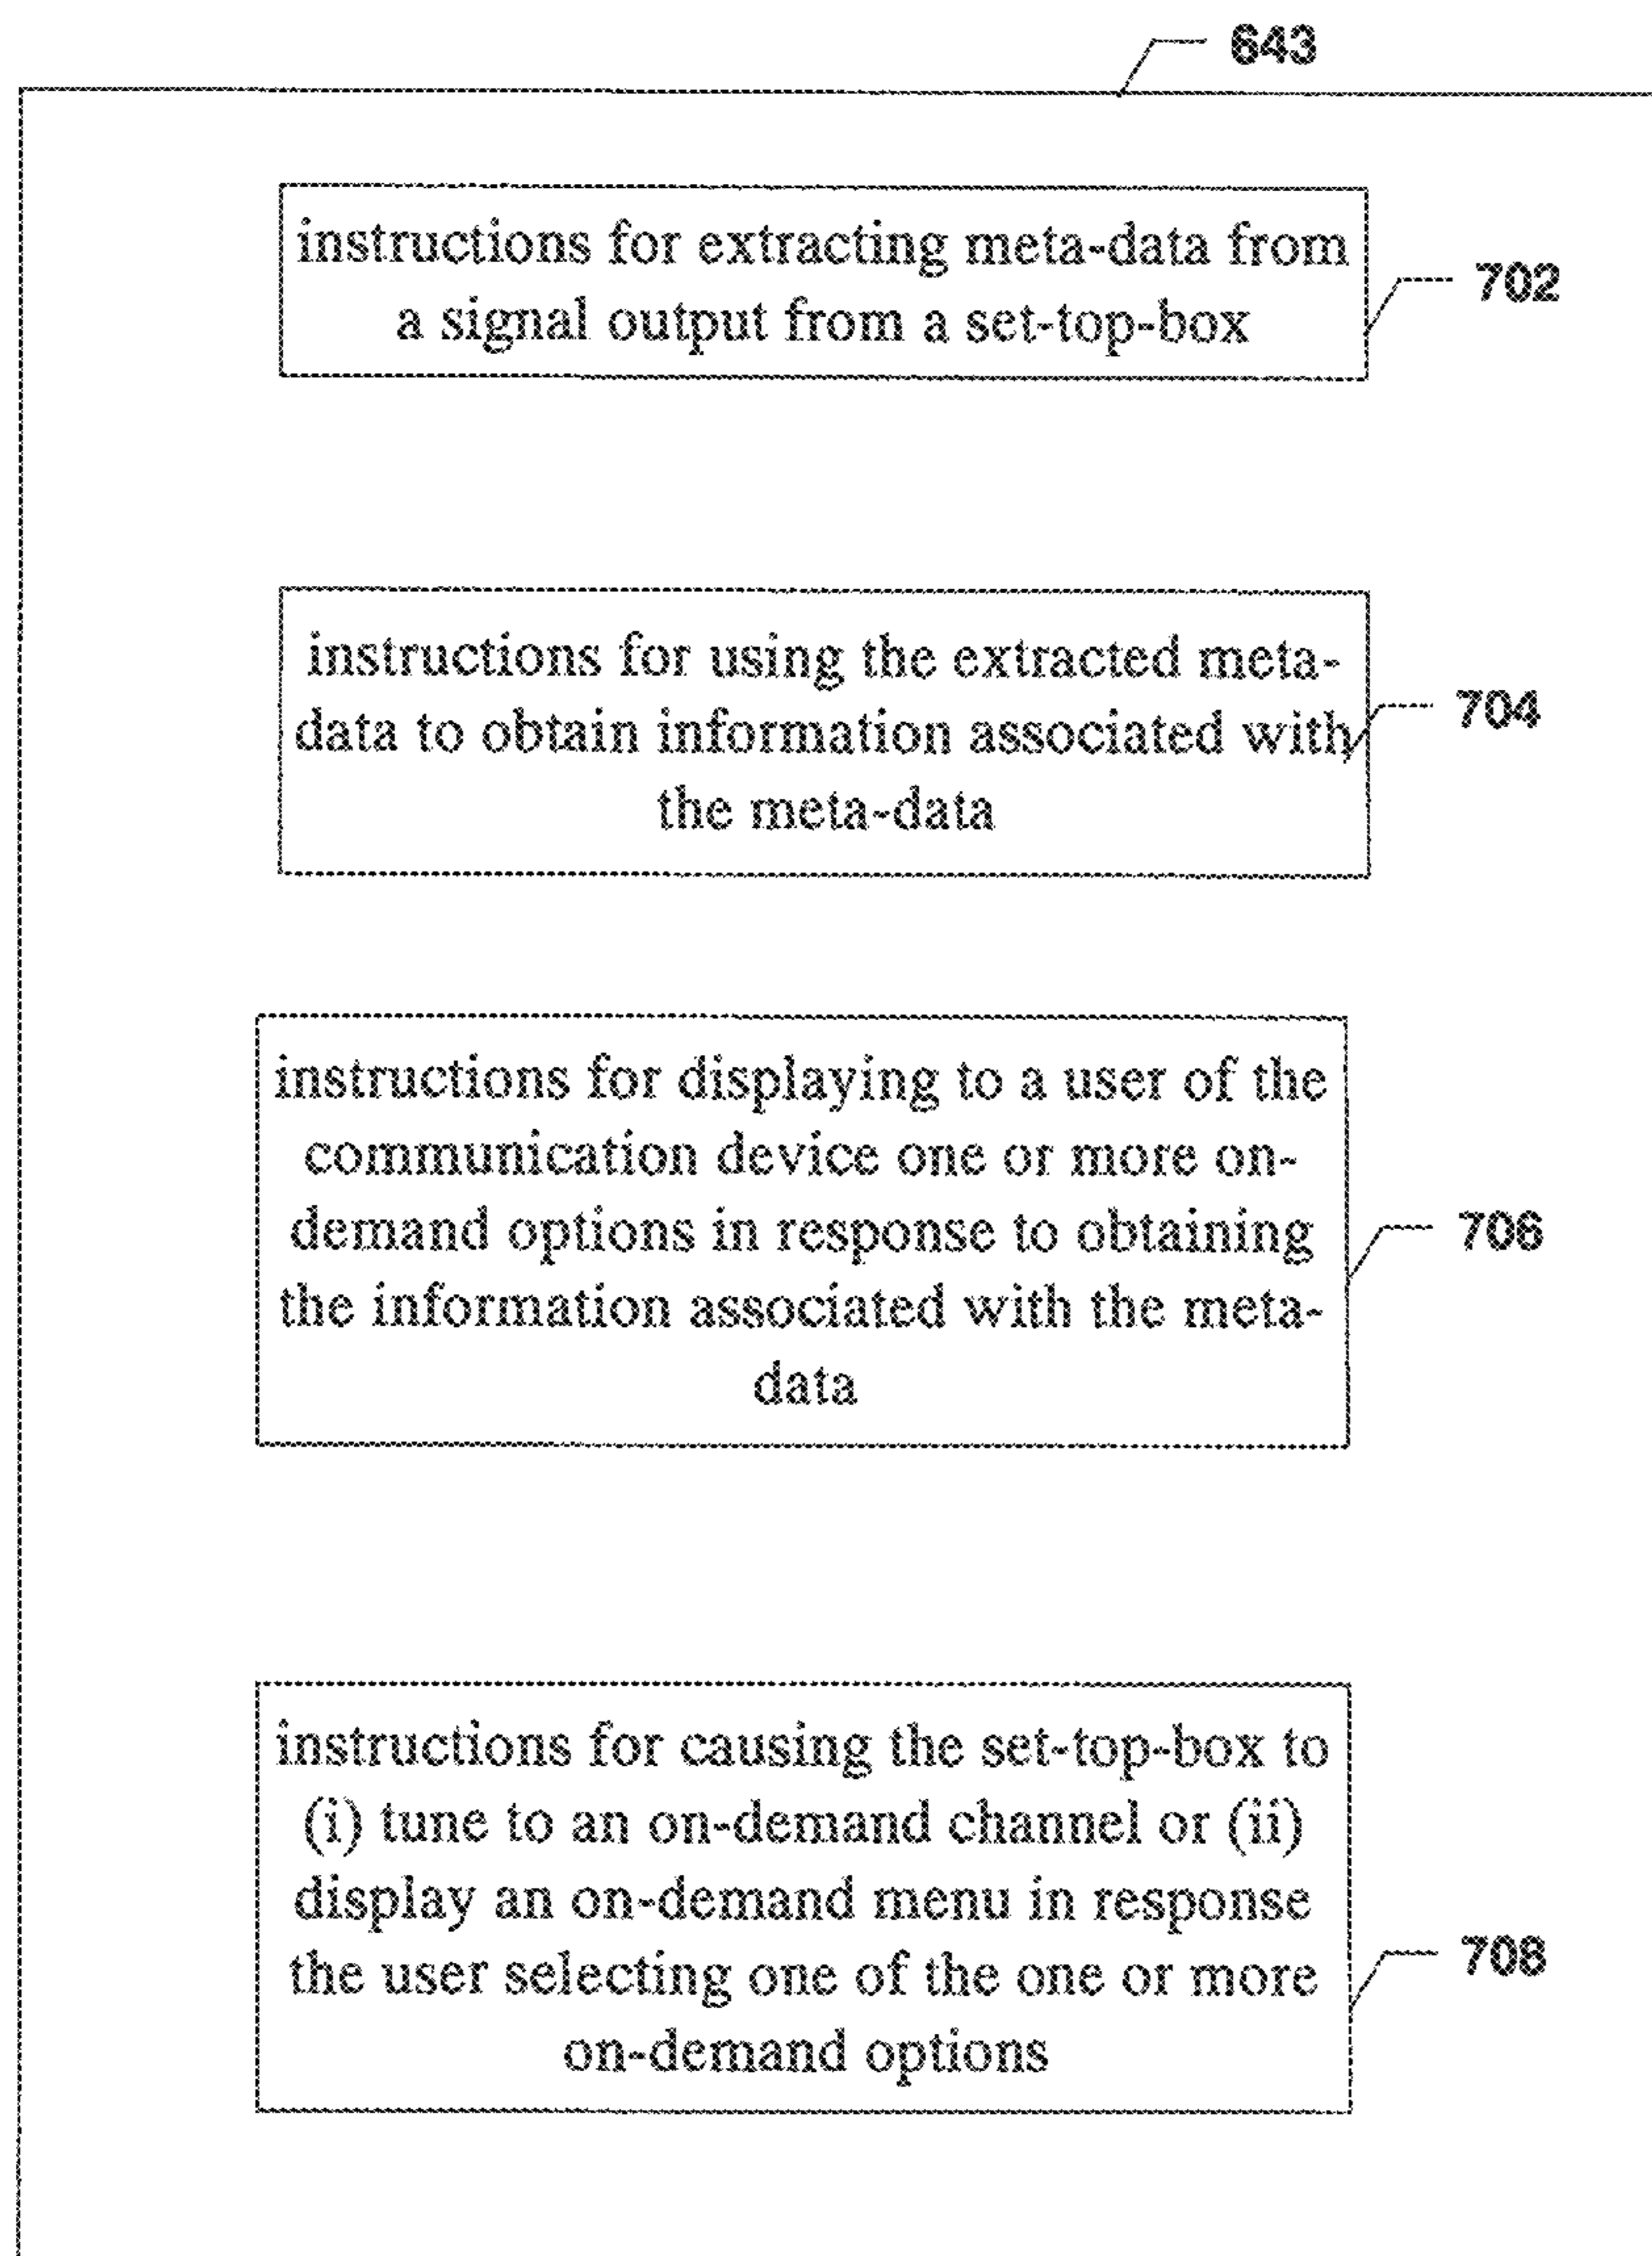 643
instructions for extracting meta-data from
a signal output from a set-top-box
702
instructions for using the extracted meta-
data to obtain information associated with
the meta-data
704
instructions for displaying to a user of the
communication device one or more on-
demand options in response to obtaining
the information associated with the meta-
data
706
instructions for causing the set-top-box to
(i) tune to an on-demand channel or (ii)
display an on-demand menu in response
the user selecting one of the one or more
on-demand options
708